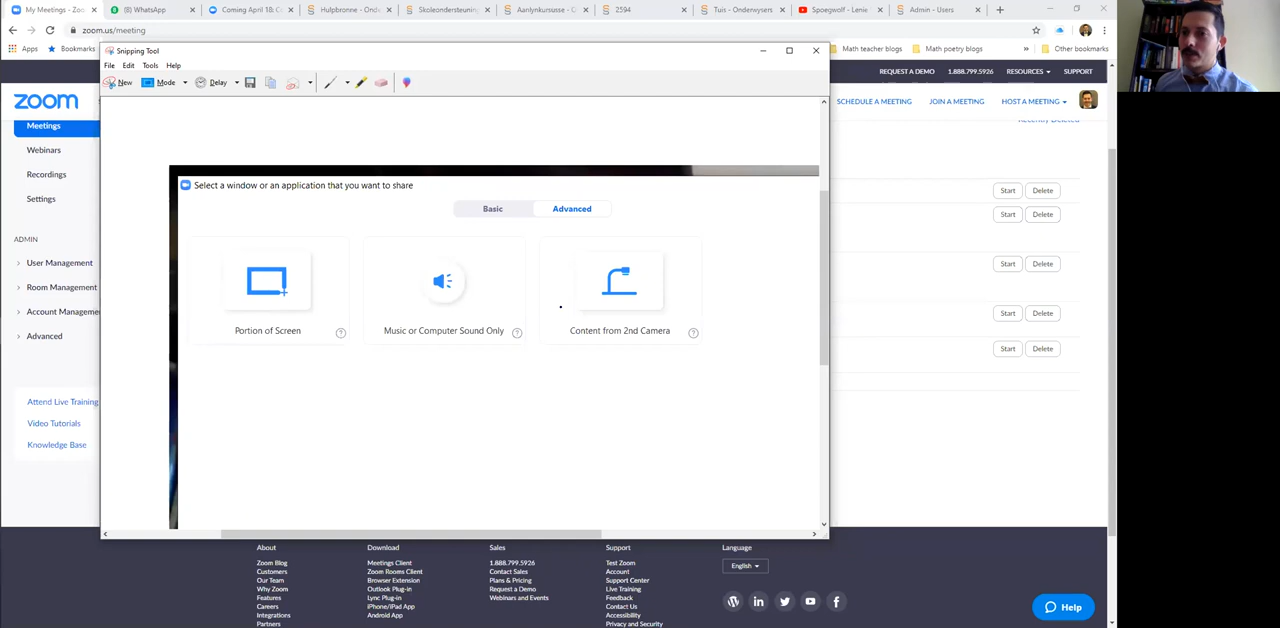 My Meetings - Zoo
WhatsApp
Coming April 18: C
Hulpbronne - Ond
Skoleondersteunin
Aanlynkursusse - C
2594
Tuis - Onderwysers
Spoegwolf - Lenie
Admin - Users
zoom.us/meeting
Apps
Bookmarks
Math teacher blogs
Math poetry blogs
»
Other bookmarks
Snipping Tool
File Edit Tools Help
New Mode Delay
REQUEST A DEMO 1.888.799.5926 RESOURCES SUPPORT
zoom
SCHEDULE A MEETING JOIN A MEETING HOST A MEETING
Recently Deleted
Meetings
Webinars
Recordings
Settings
ADMIN
User Management
Room Management
Account Manageme
Advanced
Attend Live Training
Video Tutorials
Knowledge Base
Select a window or an application that you want to share
Basic Advanced
Portion of Screen
Music or Computer Sound Only
Content from 2nd Camera
Start Delete
Start Delete
Start Delete
Start Delete
Start Delete
About
Zoom Blog
Customers
Our Team
Why Zoom
Features
Careers
Integrations
Partners
Download
Meetings Client
Zoom Rooms Client
Browser Extension
Outlook Plug-in
Lync Plug-in
iPhone/iPad App
Android App
Sales
1.888.799.5926
Contact Sales
Plans & Pricing
Request a Demo
Webinars and Events
Support
Test Zoom
Account
Support Center
Live Training
Feedback
Contact Us
Accessibility
Privacy and Security
Language
English
Help